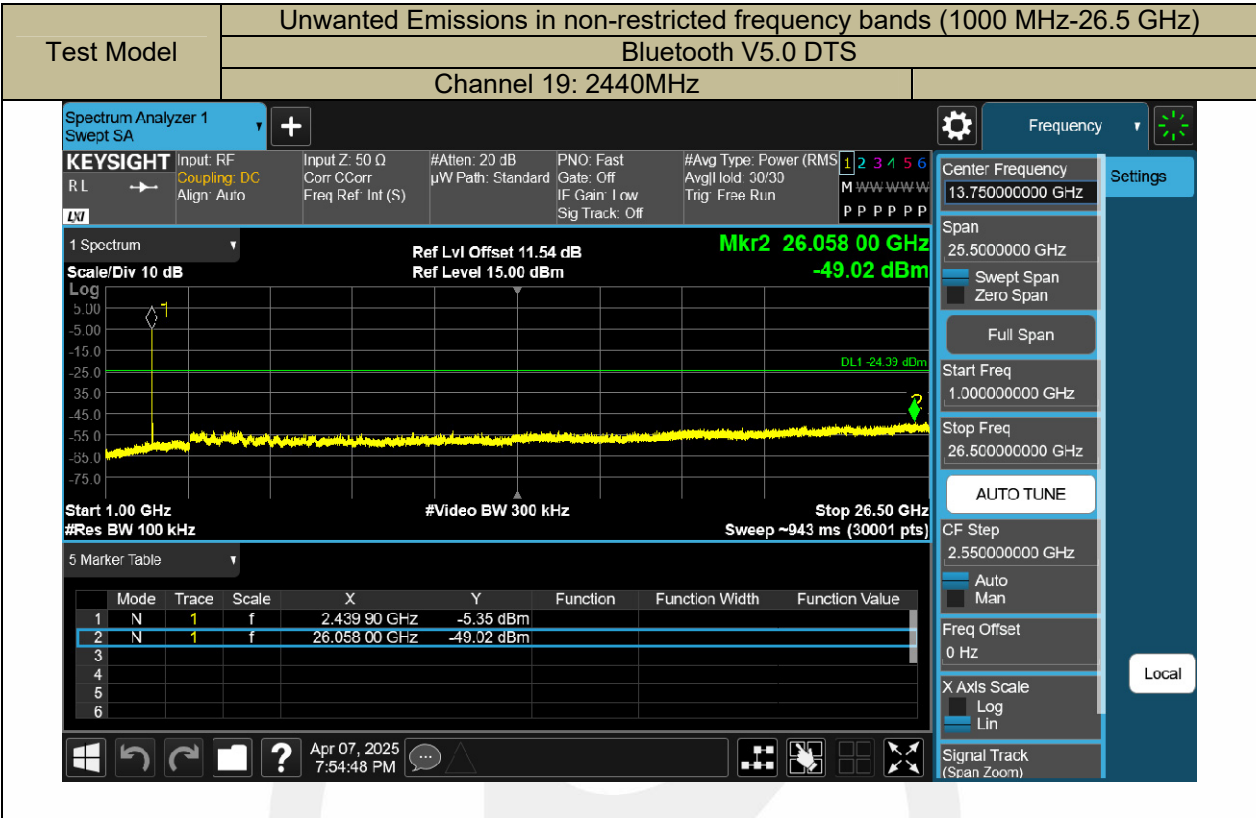 Test Model
Unwanted Emissions in non-restricted frequency bands (1000 MHz-26.5 GHz)
Bluetooth V5.0 DTS
Channel 19: 2440MHz
Spectrum Analyzer 1
Swept SA
+
Frequency
KEYSIGHT
RL
LXI
Input: RF
Coupling: DC
Align: Auto
Input Z: 50 Ω
Corr CCorr
Freq Ref: Int (S)
#Atten: 20 dB
µW Path: Standard
PNO: Fast
Gate: Off
IF Gain: Low
Sig Track: Off
#Avg Type: Power (RMS
Avg|Hold: 30/30
Trig: Free Run
1 2 3 4 5 6
M W W W W W
P P P P P P
1 Spectrum
Scale/Div 10 dB
Ref Lvl Offset 11.54 dB
Ref Level 15.00 dBm
Mkr2 26.058 00 GHz
-49.02 dBm
Log
5.00
-5.00
-15.0
-25.0
35.0
-45.0
-55.0
-65.0
-75.0
1
DL1 -24.39 dBm
2
Start 1.00 GHz
#Res BW 100 kHz
#Video BW 300 kHz
Stop 26.50 GHz
Sweep ~943 ms (30001 pts)
5 Marker Table
Mode Trace Scale X Y Function Function Width Function Value
1 N 1 f 2.439 90 GHz -5.35 dBm
2 N 1 f 26.058 00 GHz -49.02 dBm
3
4
5
6
Center Frequency
13.750000000 GHz
Settings
Span
25.5000000 GHz
Swept Span
Zero Span
Full Span
Start Freq
1.000000000 GHz
Stop Freq
26.500000000 GHz
AUTO TUNE
CF Step
2.550000000 GHz
Auto
Man
Freq Offset
0 Hz
X Axis Scale
Log
Lin
Signal Track
(Span Zoom)
Local
?
Apr 07, 2025
7:54:48 PM